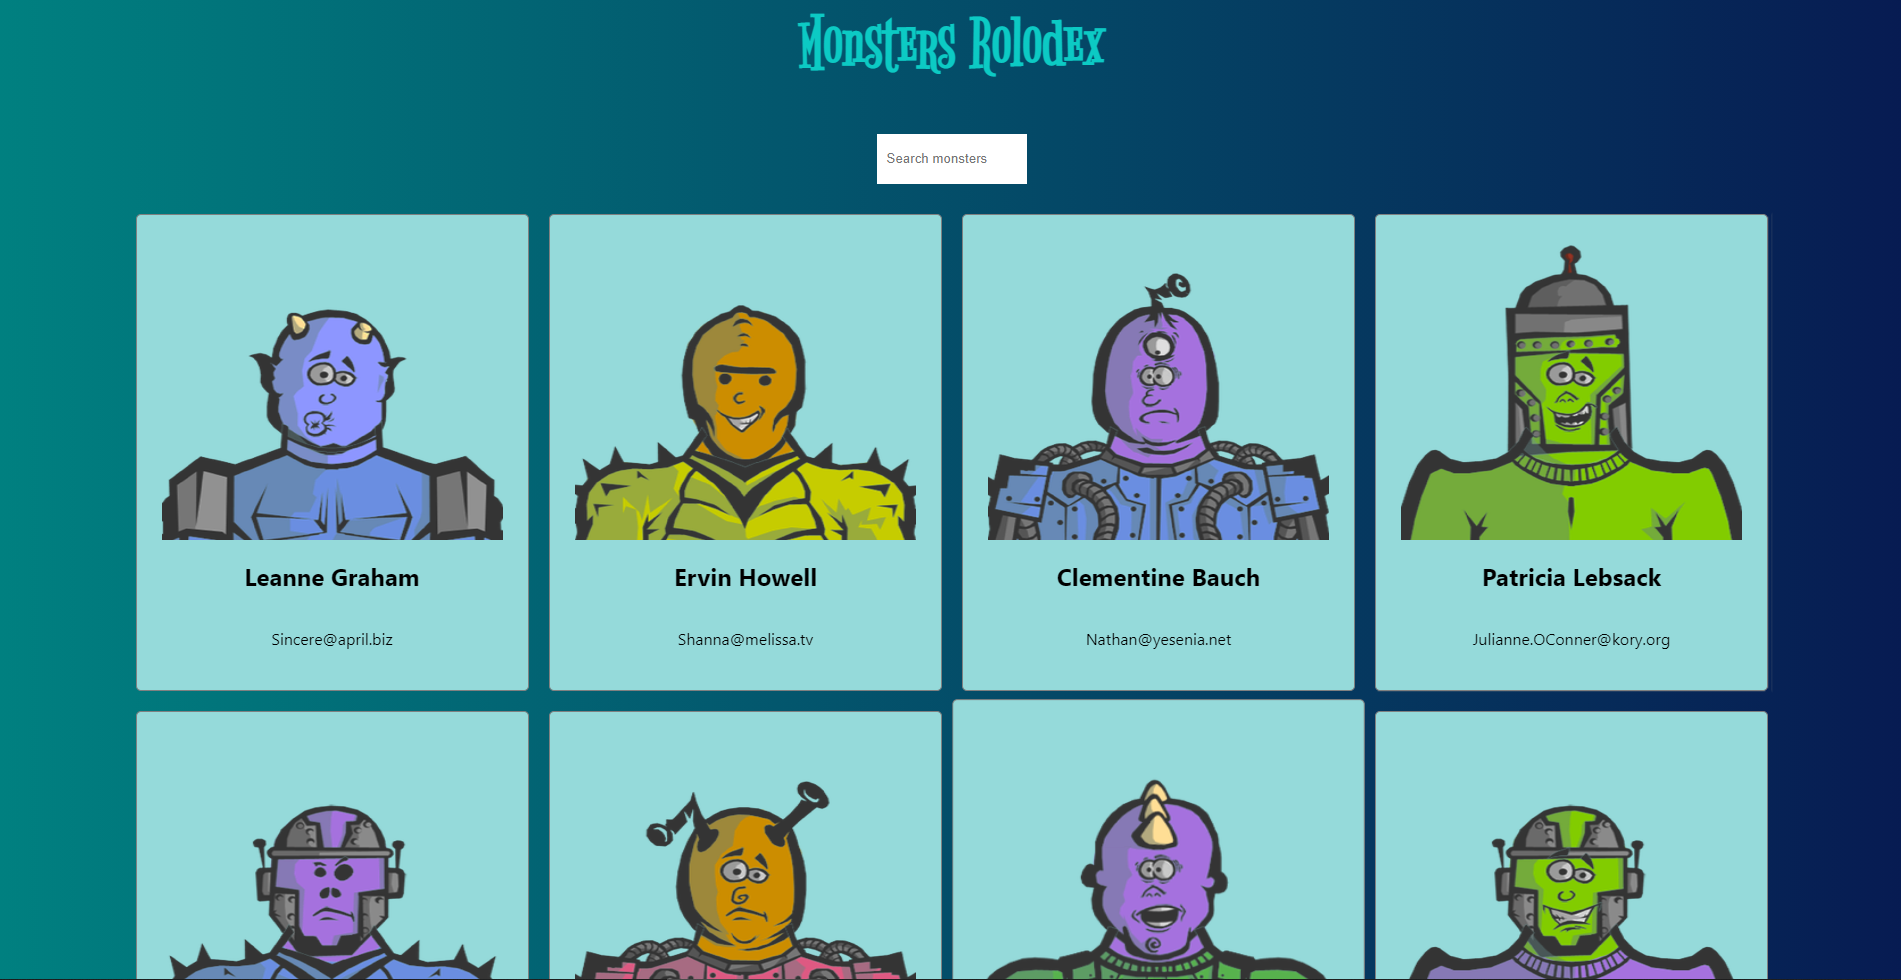 Monsters Rolodex
Search monsters
Leanne Graham
Sincere@april.biz
Ervin Howell
Shanna@melissa.tv
Clementine Bauch
Nathan@yesenia.net
Patricia Lebsack
Julianne.OConner@kory.org